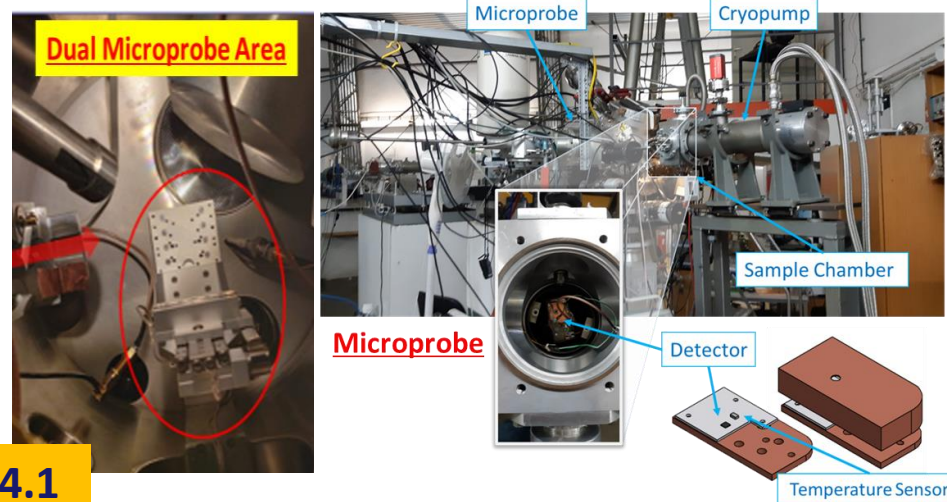 Dual Microprobe Area
Microprobe
Cryopump
Sample Chamber
Microprobe
Detector
Temperature Sensor
4.1